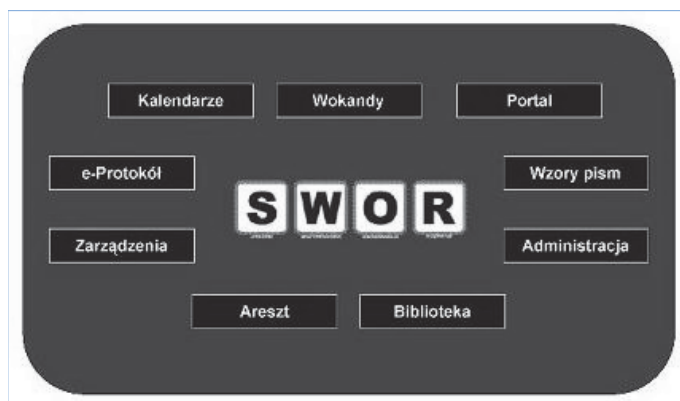 Kalendarze
Wokandy
Portal
e-Protokół
Wzory pism
SWOR
Zarządzenia
Administracja
Areszt
Biblioteka